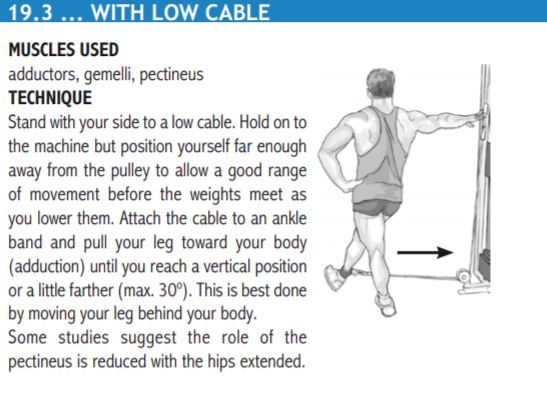 19.3 ... WITH LOW CABLE
MUSCLES USED
adductors, gemelli, pectineus
TECHNIQUE
Stand with your side to a low cable. Hold on to
the machine but position yourself far enough
away from the pulley to allow a good range
of movement before the weights meet as
you lower them. Attach the cable to an ankle
band and pull your leg toward your body
(adduction) until you reach a vertical position
or a little farther (max. 30º). This is best done
by moving your leg behind your body.
Some studies suggest the role of the
pectineus is reduced with the hips extended.